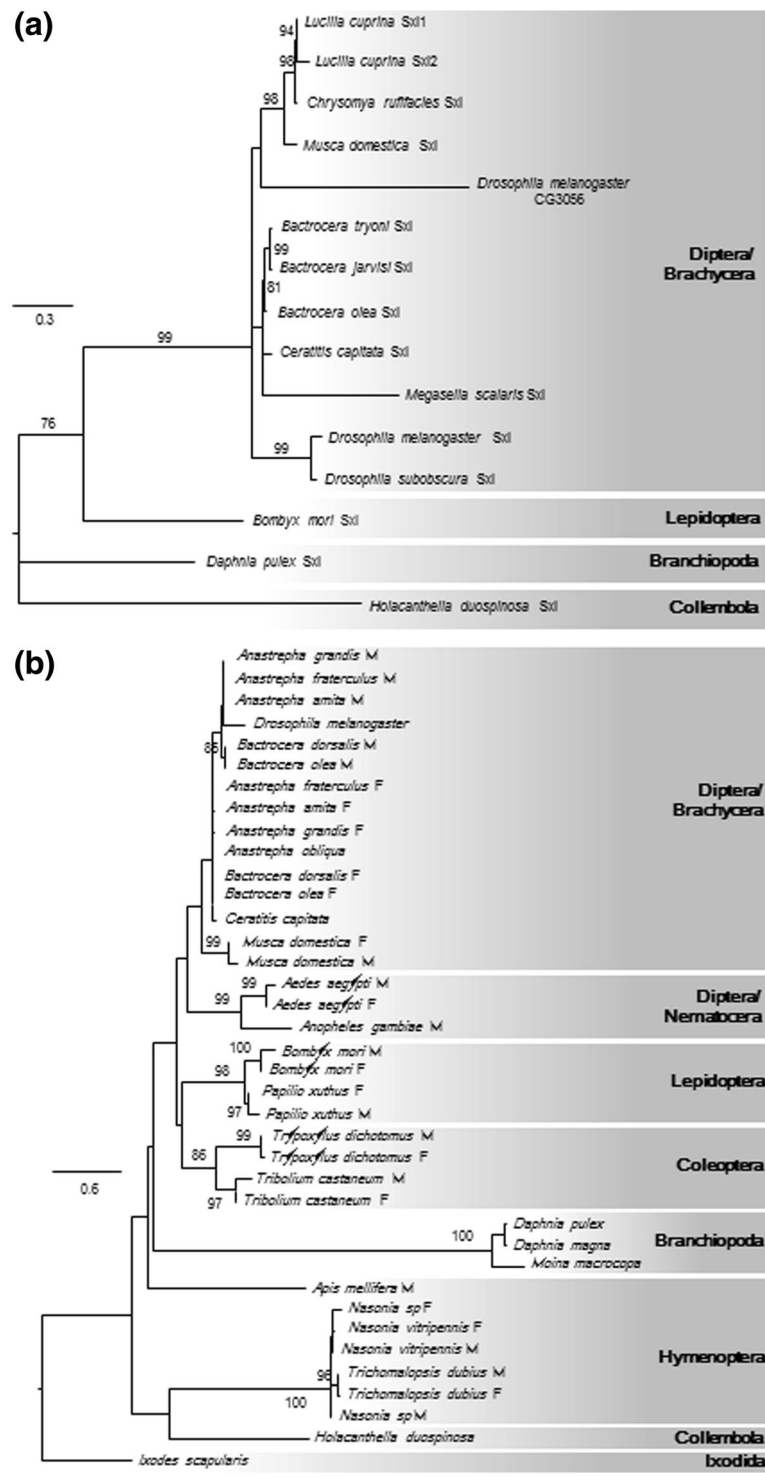 (a)
Lucilia cuprina Sxl1
94
98
Lucilia cuprina Sxl2
98
Chrysomya rufifacies Sxl
Musca domestica Sxl
Drosophila melanogaster
CG3056
Bactrocera tryoni Sxl
99
Diptera/
Brachycera
Bactrocera jarvisi Sxl
81
0.3
Bactrocera olea Sxl
99
Ceratitis capitata Sxl
Megasella scalaris Sxl
76
Drosophila melanogaster Sxl
99
Drosophila subobscura Sxl
Bombyx mori Sxl
Lepidoptera
Daphnia pulex Sxl
Branchiopoda
Holacanthella duospinosa Sxl
Collembola
(b)
Anastrepha grandis M
Anastrepha fraterculus M
Anastrepha amita M
Drosophila melanogaster
85
Bactrocera dorsalis M
Bactrocera olea M
Anastrepha fraterculus F
Diptera/
Brachycera
Anastrepha amita F
Anastrepha grandis F
Anastrepha obliqua
Bactrocera dorsalis F
Bactrocera olea F
Ceratitis capitata
99
Musca domestica F
Musca domestica M
99
Aedes aegypti M
99
Aedes aegypti F
Diptera/
Nematocera
Anopheles gambiae M
100
Bombyx mori M
98
Bombyx mori F
Lepidoptera
Papilio xuthus F
97
Papilio xuthus M
99
Trypoxylus dichotomus M
86
Trypoxylus dichotomus F
Coleoptera
0.6
Tribolium castaneum M
97
Tribolium castaneum F
Daphnia pulex
100
Daphnia magna
Branchiopoda
Moina macrocopa
Apis mellifera M
Nasonia sp F
Nasonia vitripennis F
Nasonia vitripennis M
Hymenoptera
96
Trichomalopsis dubius M
100
Trichomalopsis dubius F
Nasonia sp M
Holacanthella duospinosa
Collembola
Ixodes scapularis
Ixodida